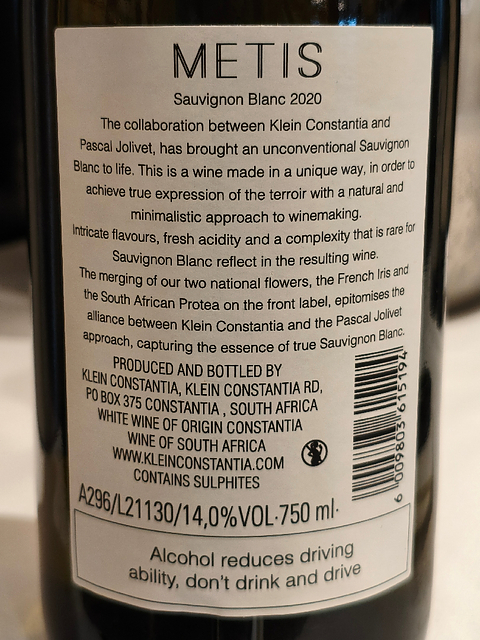 METIS
Sauvignon Blanc 2020
The collaboration between Klein Constantia and
Pascal Jolivet, has brought an unconventional Sauvignon
Blanc to life. This is a wine made in a unique way, in order to
achieve true expression of the terroir with a natural and
minimalistic approach to winemaking.
Intricate flavours, fresh acidity and a complexity that is rare for
Sauvignon Blanc reflect in the resulting wine.
The merging of our two national flowers, the French Iris and
the South African Protea on the front label, epitomises the
alliance between Klein Constantia and the Pascal Jolivet
approach, capturing the essence of true Sauvignon Blanc.
PRODUCED AND BOTTLED BY
KLEIN CONSTANTIA, KLEIN CONSTANTIA RD,
PO BOX 375 CONSTANTIA , SOUTH AFRICA
WHITE WINE OF ORIGIN CONSTANTIA
WINE OF SOUTH AFRICA
WWW.KLEINCONSTANTIA.COM
CONTAINS SULPHITES
A296/L21130/14,0%VOL·750 ml·
6 009803 615194
Alcohol reduces driving
ability, don't drink and drive